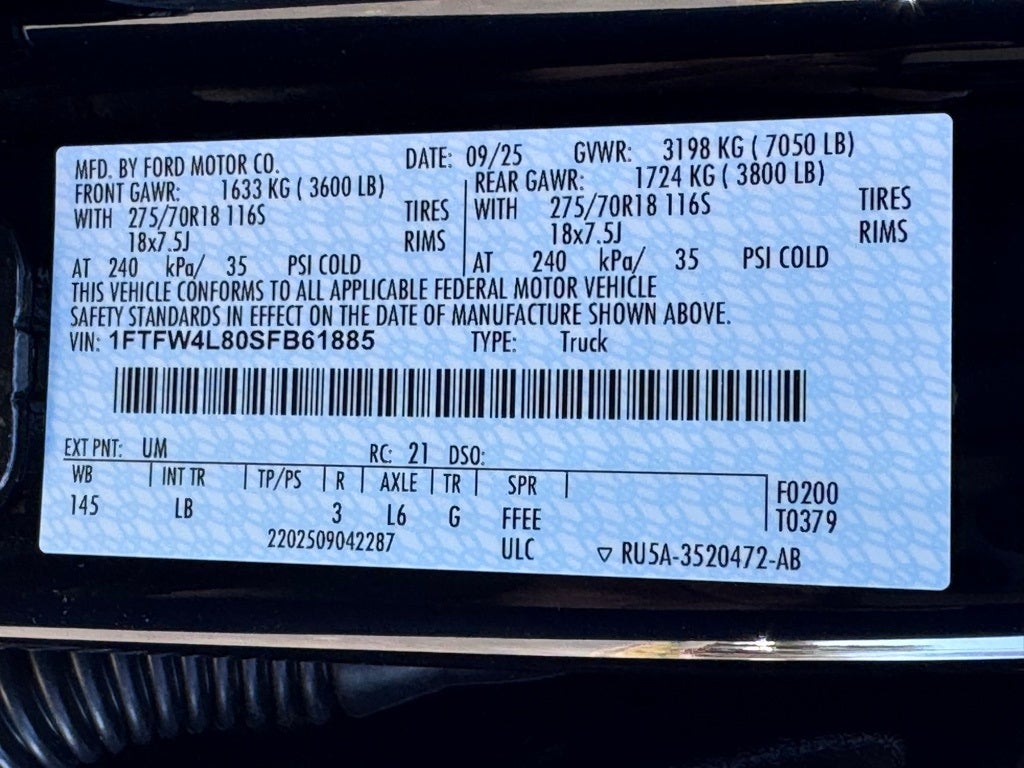 MFD. BY FORD MOTOR CO. DATE: 09/25 GVWR: 3198 KG ( 7050 LB)
FRONT GAWR: 1633 KG ( 3600 LB) REAR GAWR: 1724 KG ( 3800 LB)
WITH 275/70R18 116S TIRES WITH 275/70R18 116S TIRES
18x7.5J RIMS 18x7.5J RIMS
AT 240 kPa/ 35 PSI COLD AT 240 kPa/ 35 PSI COLD
THIS VEHICLE CONFORMS TO ALL APPLICABLE FEDERAL MOTOR VEHICLE
SAFETY STANDARDS IN EFFECT ON THE DATE OF MANUFACTURE SHOWN ABOVE.
VIN: 1FTFW4L80SFB61885 TYPE: Truck
EXT PNT: UM RC: 21 DSO:
WB INT TR TP/PS R AXLE TR SPR F0200
145 LB 3 L6 G FFEE T0379
2202509042287 ULC ▽ RU5A-3520472-AB